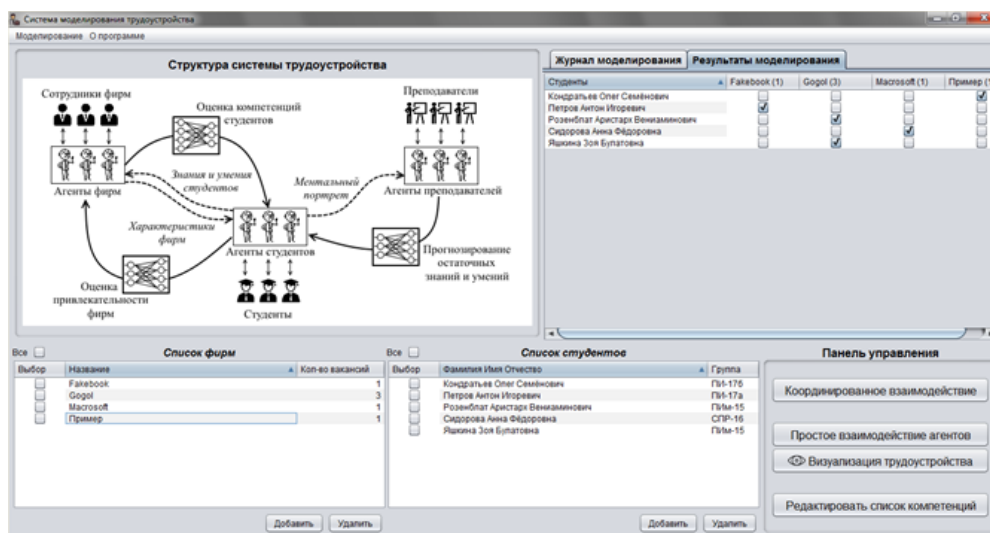 Система моделирования трудоустройства
Моделирование О программе
Структура системы трудоустройства
Сотрудники фирм
Оценка компетенций
студентов
Преподаватели
Знания и умения
студентов
Ментальный
портрет
Агенты фирм
Агенты преподавателей
Характеристики
фирм
Агенты студентов
Прогнозирование
остаточных
знаний и умений
Оценка
привлекательности
фирм
Студенты
Журнал моделирования Результаты моделирования
Студенты Fakebook (1) Gogol (3) Macrosoft (1) Пример (1
Кондратьев Олег Семёнович
Петров Антон Игоревич
Розенблат Аристарх Вениаминович
Сидорова Анна Фёдоровна
Яшкина Зоя Булатовна
Все Список фирм
Выбор Название Кол-во вакансий
Fakebook 1
Gogol 3
Macrosoft 1
Пример 1
Добавить Удалить
Все Список студентов
Выбор Фамилия Имя Отчество Группа
Кондратьев Олег Семёнович ПИ-17б
Петров Антон Игоревич ПИ-17а
Розенблат Аристарх Вениаминович ПИм-15
Сидорова Анна Фёдоровна СПР-16
Яшкина Зоя Булатовна ПИм-15
Добавить Удалить
Панель управления
Координированное взаимодействие
Простое взаимодействие агентов
Визуализация трудоустройства
Редактировать список компетенций